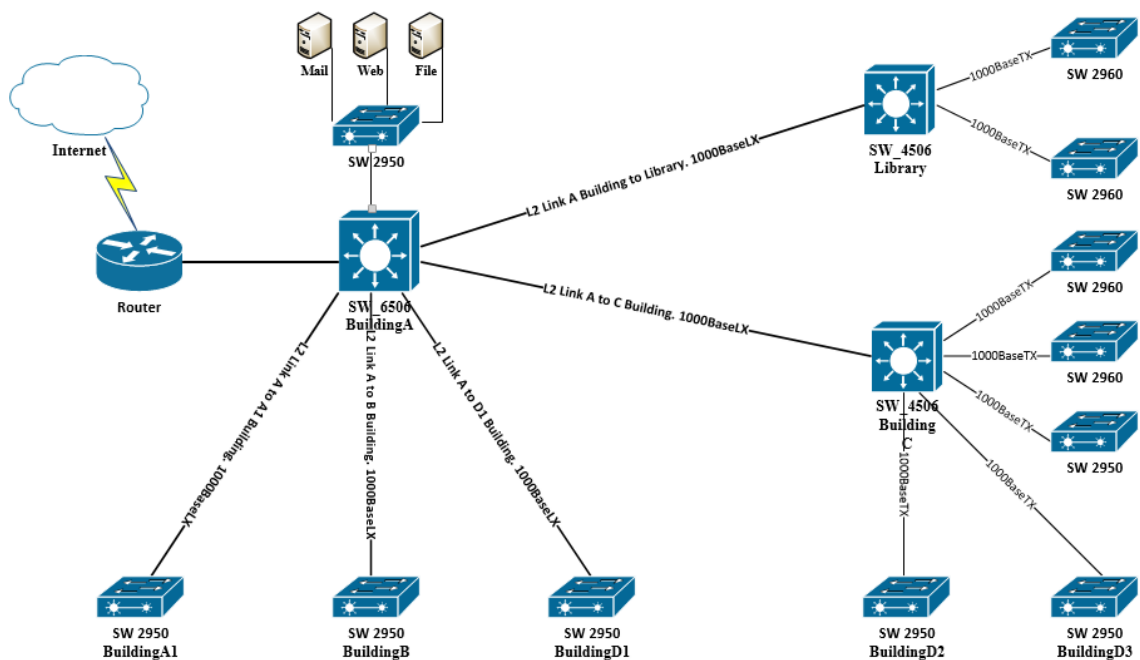 Mail
Web
File
Internet
SW 2950
Router
SW_6506
BuildingA
L2 Link A Building to Library. 1000BaseLX
L2 Link A to C Building. 1000BaseLX
L2 Link A to A1 Building. 1000BaseLX
L2 Link A to B Building. 1000BaseLX
L2 Link A to D1 Building. 1000BaseLX
SW_4506
Library
1000BaseTX
1000BaseTX
SW 2960
SW 2960
SW_4506
Building
C
1000BaseTX
1000BaseTX
1000BaseTX
SW 2960
SW 2960
SW 2950
1000BaseTX
1000BaseTX
SW 2950
BuildingA1
SW 2950
BuildingB
SW 2950
BuildingD1
SW 2950
BuildingD2
SW 2950
BuildingD3